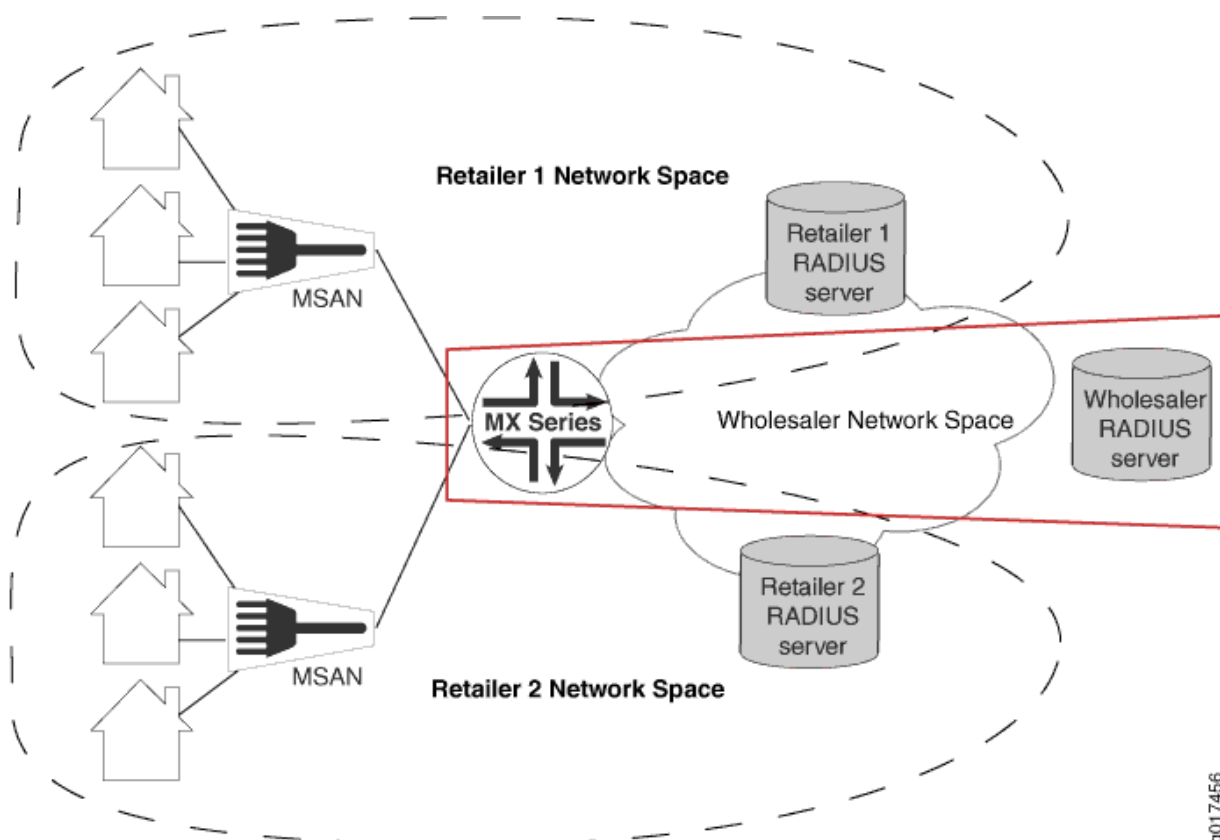 Retailer 1 Network Space
Retailer 1
RADIUS
server
MSAN
MX Series
Wholesaler Network Space
Wholesaler
RADIUS
server
Retailer 2
RADIUS
server
MSAN
Retailer 2 Network Space
g017456